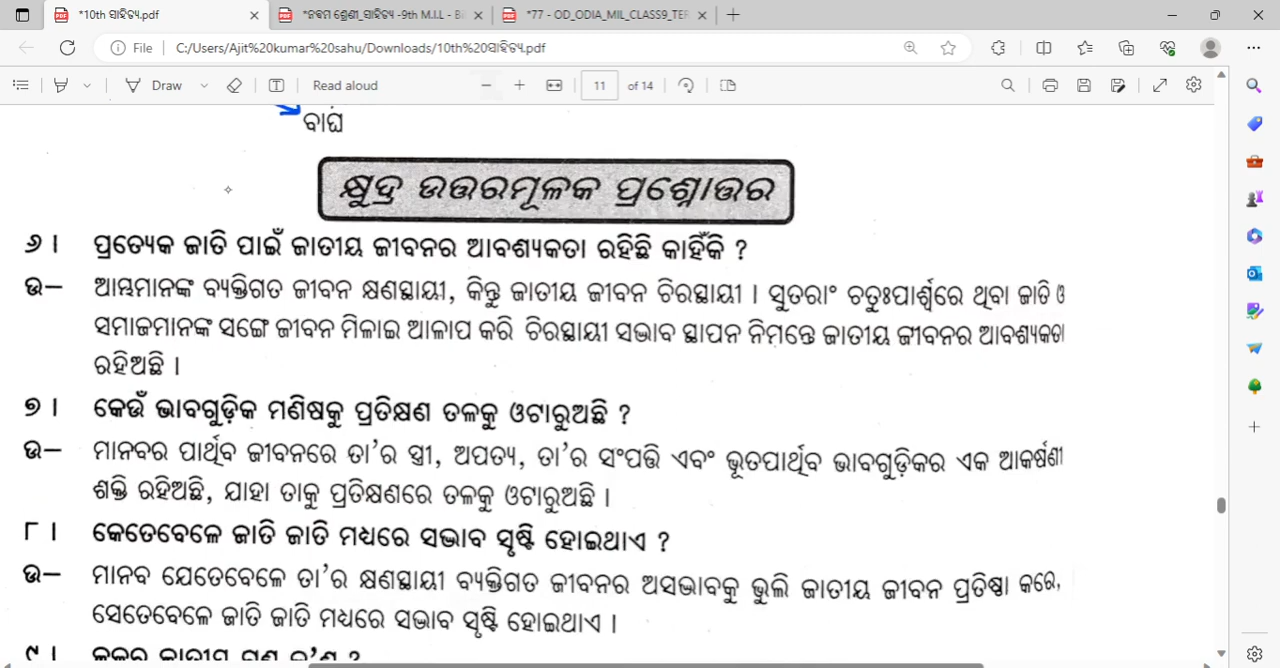 *10th ସାହିତ୍ୟ.pdf
*ନବମ ଶ୍ରେଣୀ_ସାହିତ୍ୟ -9th M.I.L - B
*77 - OD_ODIA_MIL_CLASS9_TER
File C:/Users/Ajit%20kumar%20sahu/Downloads/10th%20ସାହିତ୍ୟ.pdf
Draw Read aloud 11 of 14
ବାଘ
କ୍ଷୁଦ୍ର ଉତ୍ତରମୂଳକ ପ୍ରଶ୍ନୋତ୍ତର
୬ । ପ୍ରତ୍ୟେକ ଜାତି ପାଇଁ ଜାତୀୟ ଜୀବନର ଆବଶ୍ୟକତା ରହିଛି କାହିଁକି ?
ଉ— ଆମ୍ଭମାନଙ୍କ ବ୍ୟକ୍ତିଗତ ଜୀବନ କ୍ଷଣସ୍ଥାୟୀ, କିନ୍ତୁ ଜାତୀୟ ଜୀବନ ଚିରସ୍ଥାୟୀ । ସୁତରାଂ ଚତୁଃପାର୍ଶ୍ୱରେ ଥିବା ଜାତି ଓ
ସମାଜମାନଙ୍କ ସଙ୍ଗେ ଜୀବନ ମିଳାଇ ଆଳାପ କରି ଚିରସ୍ଥାୟୀ ସଦ୍ଭାବ ସ୍ଥାପନ ନିମନ୍ତେ ଜାତୀୟ ଜୀବନର ଆବଶ୍ୟକତା
ରହିଅଛି ।
୭ । କେଉଁ ଭାବଗୁଡ଼ିକ ମଣିଷକୁ ପ୍ରତିକ୍ଷଣ ତଳକୁ ଓଟାରୁଅଛି ?
ଉ— ମାନବର ପାର୍ଥିବ ଜୀବନରେ ତା’ର ସ୍ତ୍ରୀ, ଅପତ୍ୟ, ତା’ର ସଂପତ୍ତି ଏବଂ ଭୂତପାର୍ଥିବ ଭାବଗୁଡ଼ିକର ଏକ ଆକର୍ଷଣୀ
ଶକ୍ତି ରହିଅଛି, ଯାହା ତାକୁ ପ୍ରତିକ୍ଷଣରେ ତଳକୁ ଓଟାରୁଅଛି ।
୮ । କେତେବେଳେ ଜାତି ଜାତି ମଧ୍ୟରେ ସଦ୍ଭାବ ସୃଷ୍ଟି ହୋଇଥାଏ ?
ଉ— ମାନବ ଯେତେବେଳେ ତା’ର କ୍ଷଣସ୍ଥାୟୀ ବ୍ୟକ୍ତିଗତ ଜୀବନର ଅସଦ୍ଭାବକୁ ଭୁଲି ଜାତୀୟ ଜୀବନ ପ୍ରତିଷ୍ଠା କରେ,
ସେତେବେଳେ ଜାତି ଜାତି ମଧ୍ୟରେ ସଦ୍ଭାବ ସୃଷ୍ଟି ହୋଇଥାଏ ।
୯ ।